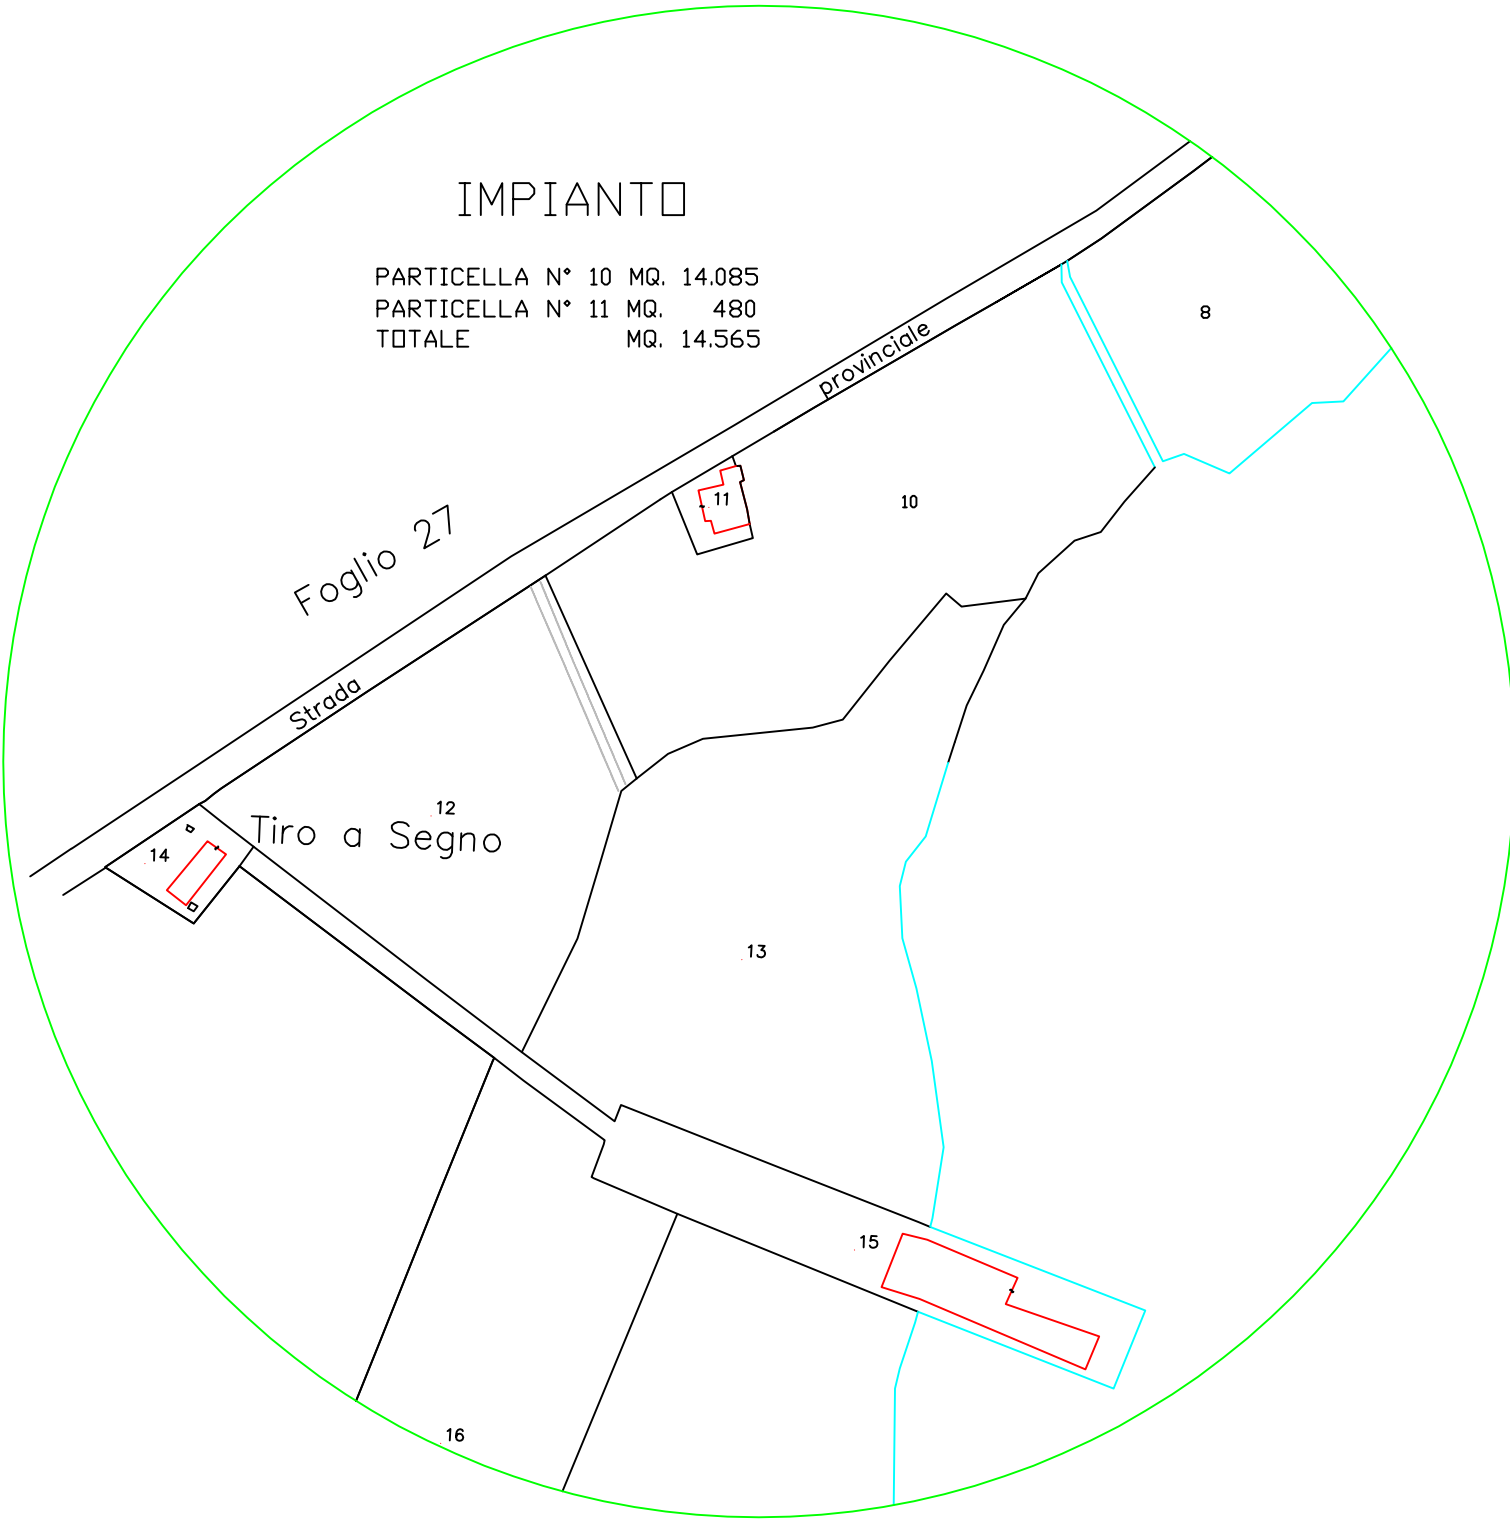 IMPIANTO
PARTICELLA N° 10 MQ. 14.085
PARTICELLA N° 11 MQ. 480
TOTALE MQ. 14.565
8
provinciale
11
10
Foglio 27
Strada
12
Tiro a Segno
14
13
15
16